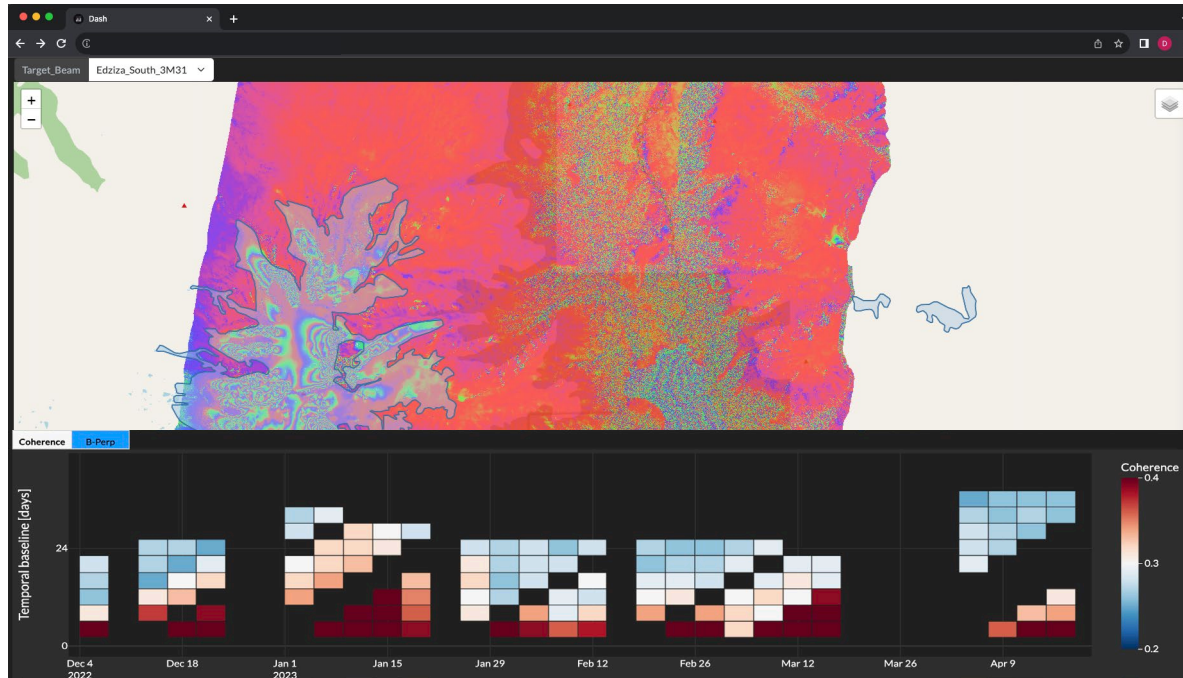 Dash
Target_Beam
Edziza_South_3M31
+
−
Coherence
B-Perp
Coherence
0.4
0.3
0.2
Temporal baseline [days]
24
0
Dec 4
2022
Dec 18
Jan 1
2023
Jan 15
Jan 29
Feb 12
Feb 26
Mar 12
Mar 26
Apr 9
D